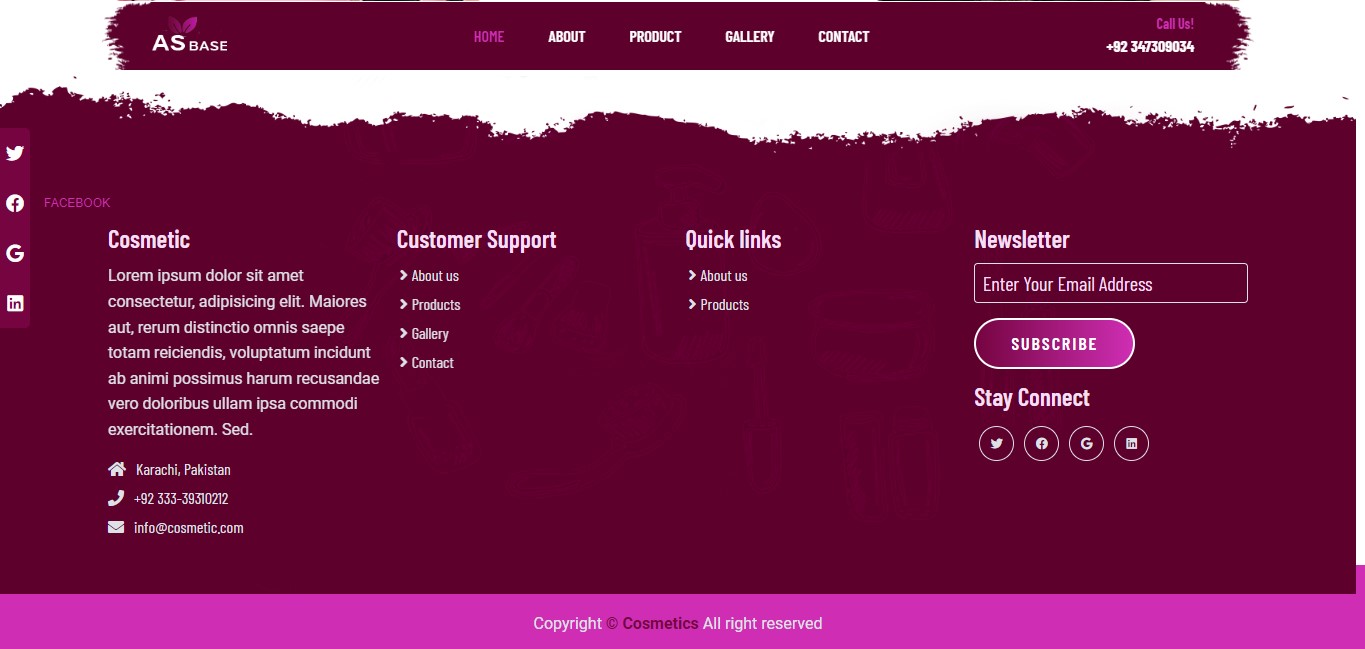 AS BASE
HOME ABOUT PRODUCT GALLERY CONTACT
Call Us!
+92 347309034
FACEBOOK
Cosmetic
Lorem ipsum dolor sit amet
consectetur, adipisicing elit. Maiores
aut, rerum distinctio omnis saepe
totam reiciendis, voluptatum incidunt
ab animi possimus harum recusandae
vero doloribus ullam ipsa commodi
exercitationem. Sed.
Karachi, Pakistan
+92 333-39310212
info@cosmetic.com
Customer Support
About us
Products
Gallery
Contact
Quick links
About us
Products
Newsletter
Enter Your Email Address
SUBSCRIBE
Stay Connect
Copyright © Cosmetics All right reserved